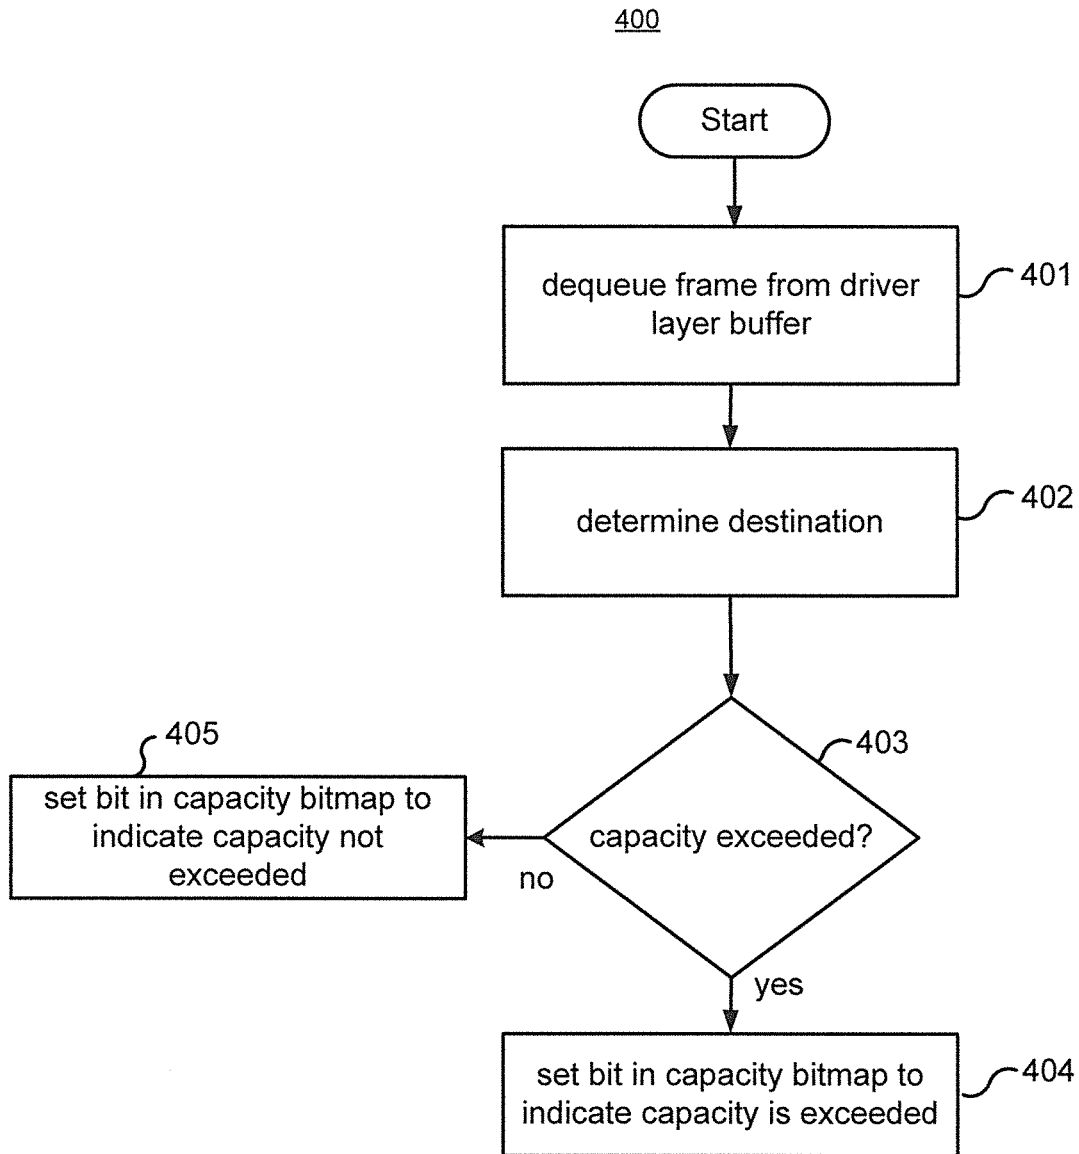 400
Start
dequeue frame from driver
layer buffer
401
determine destination
402
405
set bit in capacity bitmap to
indicate capacity not
exceeded
403
capacity exceeded?
no
yes
set bit in capacity bitmap to
indicate capacity is exceeded
404